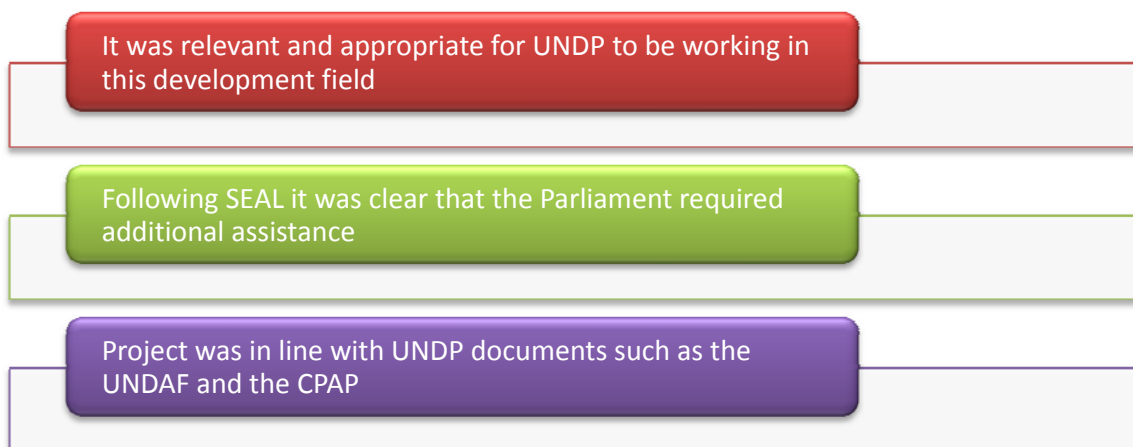 It was relevant and appropriate for UNDP to be working in
this development field
Following SEAL it was clear that the Parliament required
additional assistance
Project was in line with UNDP documents such as the
UNDAF and the CPAP